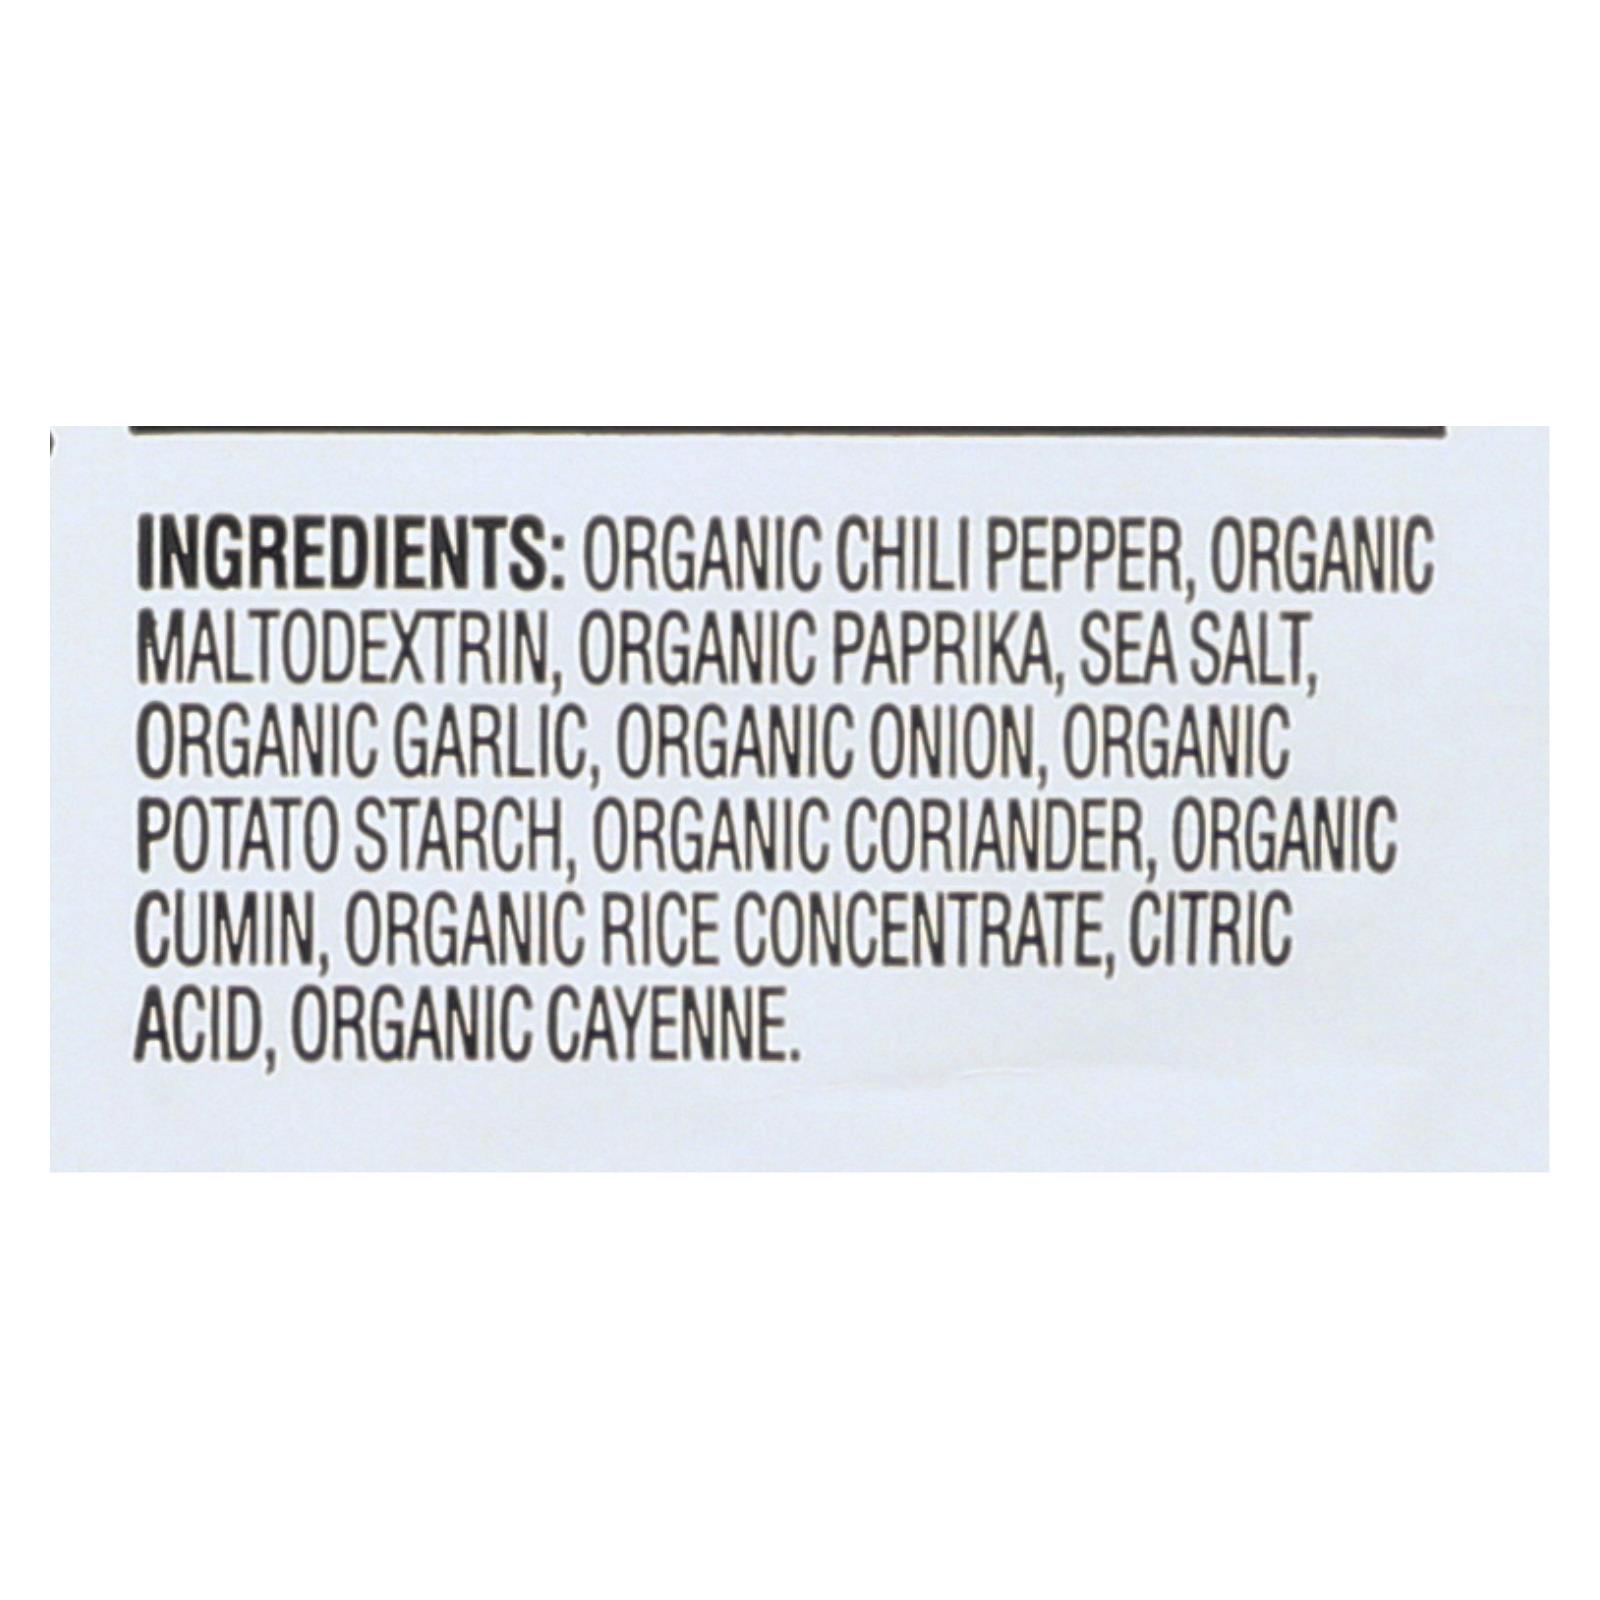 INGREDIENTS: ORGANIC CHILI PEPPER, ORGANIC
MALTODEXTRIN, ORGANIC PAPRIKA, SEA SALT,
ORGANIC GARLIC, ORGANIC ONION, ORGANIC
POTATO STARCH, ORGANIC CORIANDER, ORGANIC
CUMIN, ORGANIC RICE CONCENTRATE, CITRIC
ACID, ORGANIC CAYENNE.